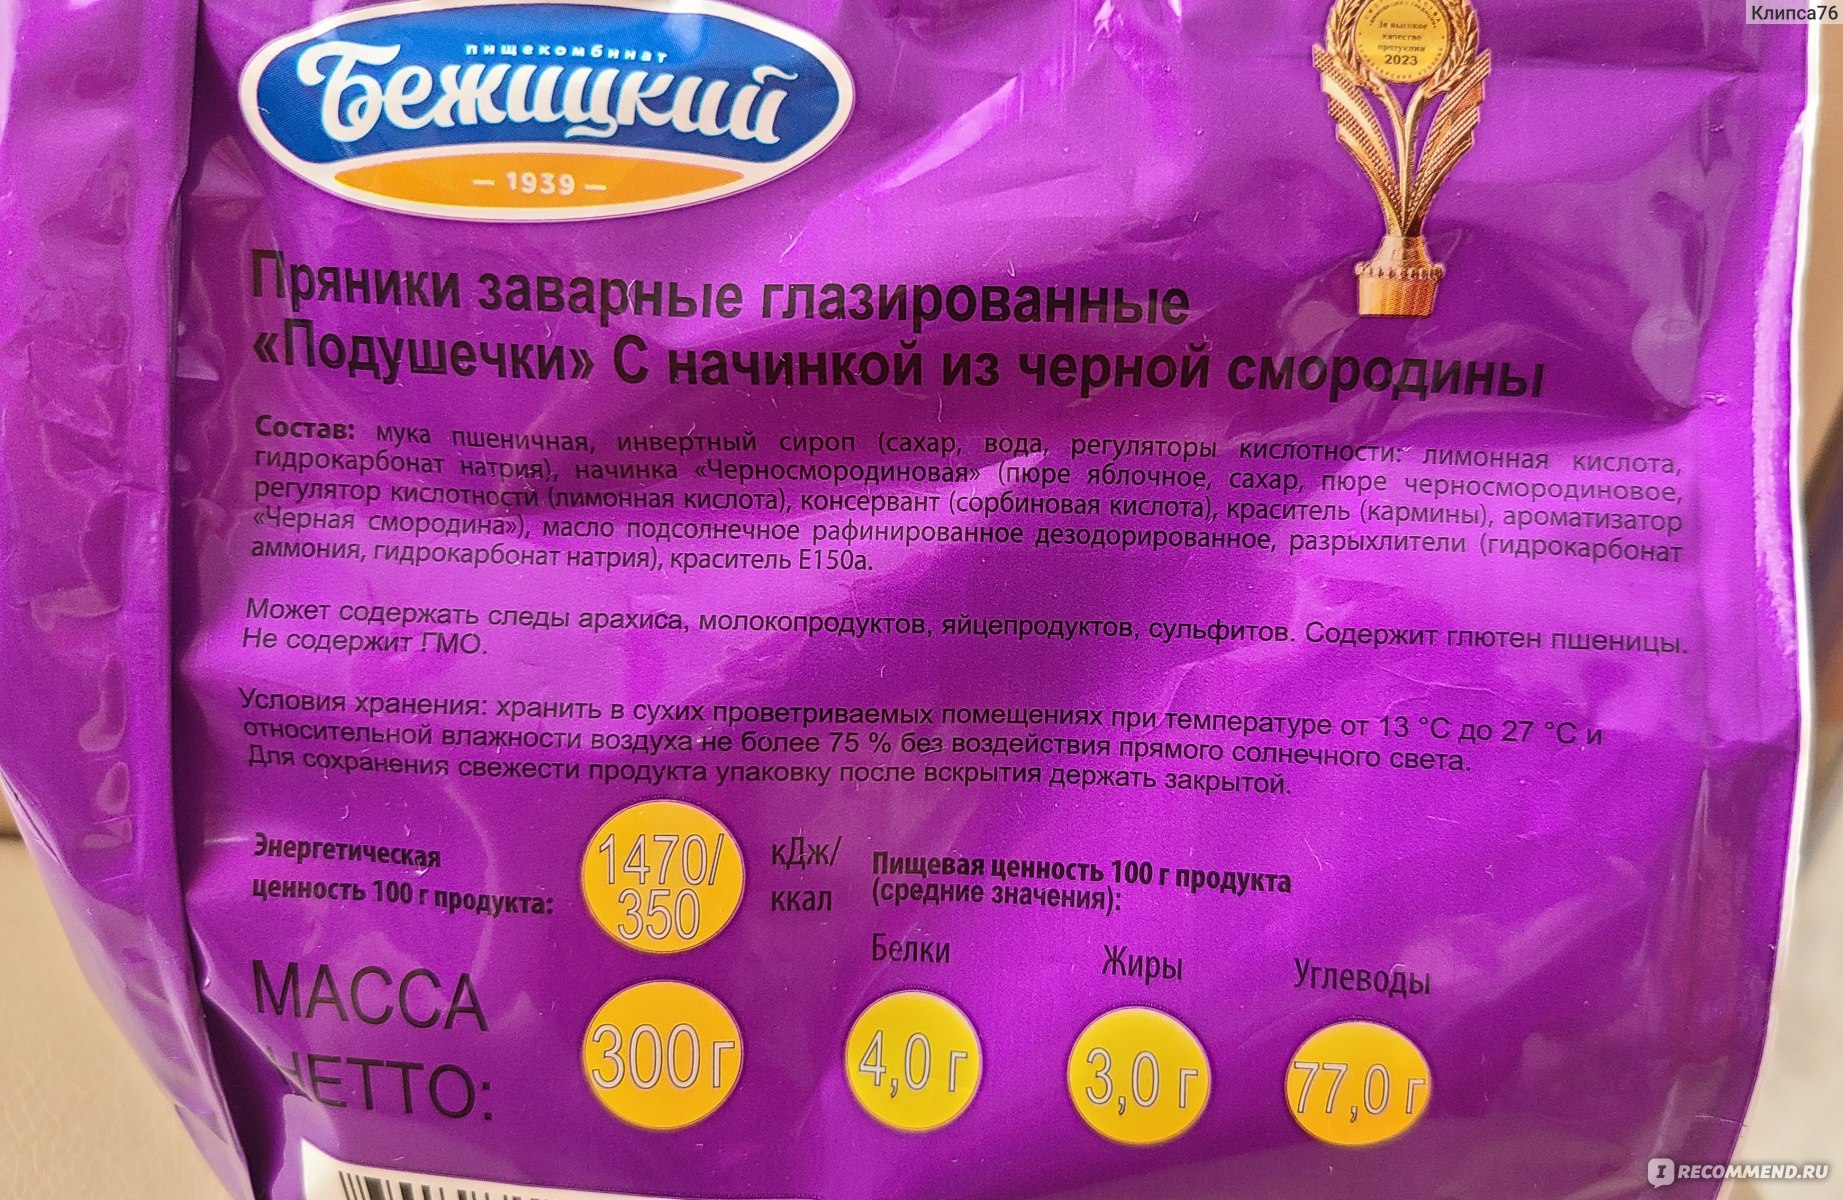 Клипса76
пищекомбинат
Бежицкий
– 1939 –
За высокое
качество
продукции
2023
Пряники заварные глазированные
«Подушечки» С начинкой из черной смородины
Состав: мука пшеничная, инвертный сироп (сахар, вода, регуляторы кислотности: лимонная кислота,
гидрокарбонат натрия), начинка «Черносмородиновая» (пюре яблочное, сахар, пюре черносмородиновое,
регулятор кислотности (лимонная кислота), консервант (сорбиновая кислота), краситель (кармины), ароматизатор
«Черная смородина»), масло подсолнечное рафинированное дезодорированное, разрыхлители (гидрокарбонат
аммония, гидрокарбонат натрия), краситель Е150а.
Может содержать следы арахиса, молокопродуктов, яйцепродуктов, сульфитов. Содержит глютен пшеницы.
Не содержит ГМО.
Условия хранения: хранить в сухих проветриваемых помещениях при температуре от 13 °С до 27 °С и
относительной влажности воздуха не более 75 % без воздействия прямого солнечного света.
Для сохранения свежести продукта упаковку после вскрытия держать закрытой.
Энергетическая
ценность 100 г продукта:
1470/
350
кДж/
ккал
Пищевая ценность 100 г продукта
(средние значения):
Белки
Жиры
Углеводы
4,0 г
3,0 г
77,0 г
МАССА
НЕТТО:
300 г
IRECOMMEND.RU